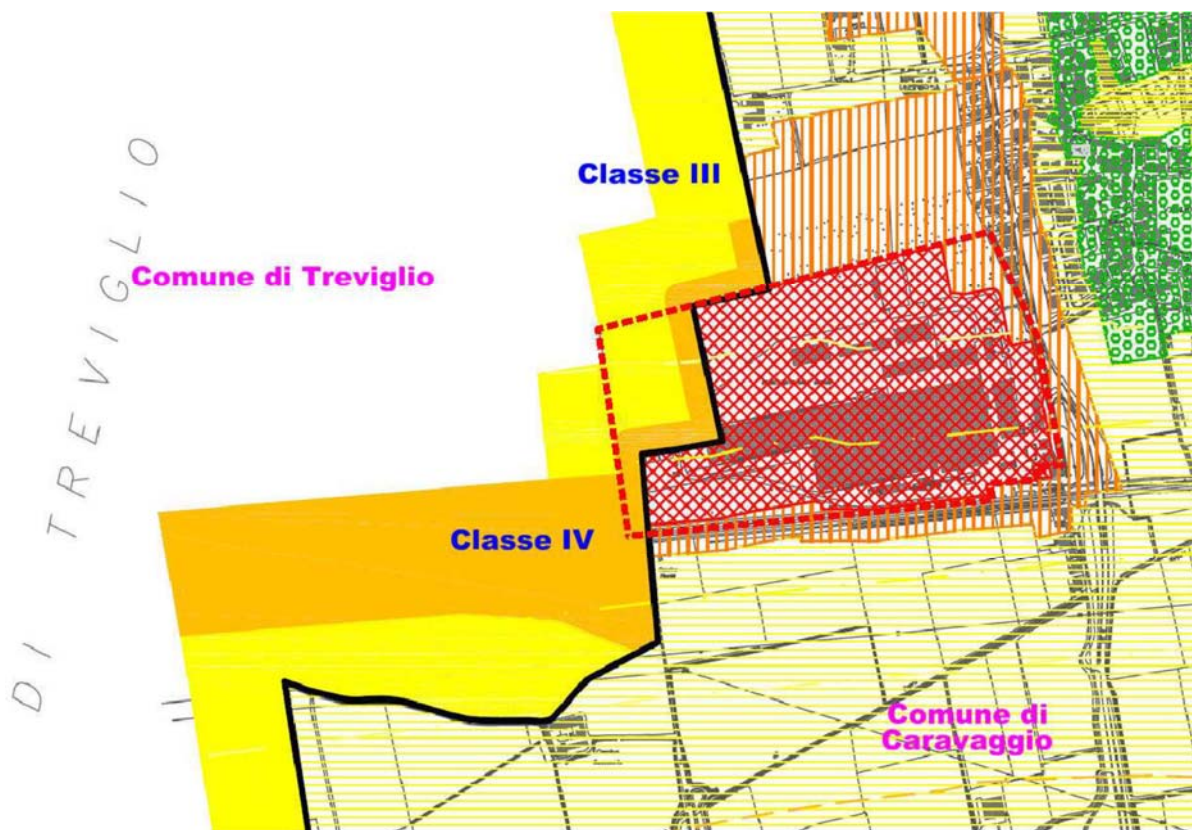 Classe III
DI TREVIGLIO
Comune di Treviglio
Classe IV
Comune di
Caravaggio